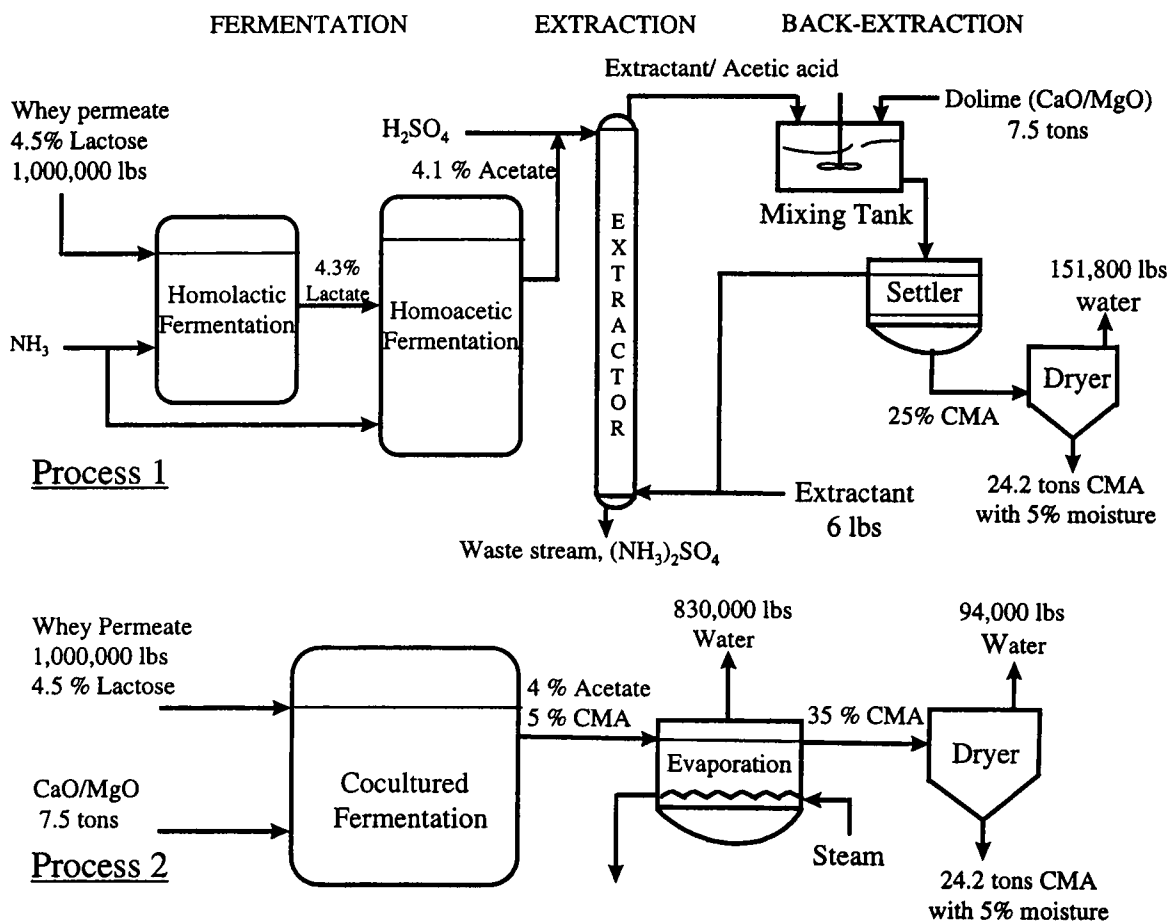 FERMENTATION
EXTRACTION
BACK-EXTRACTION
Extractant/ Acetic acid
Whey permeate
4.5% Lactose
1,000,000 lbs
H₂SO₄
4.1 % Acetate
Dolime (CaO/MgO)
7.5 tons
Mixing Tank
EXTRACTOR
4.3%
Lactate
Homolactic
Fermentation
Homoacetic
Fermentation
NH₃
Settler
151,800 lbs
water
Dryer
25% CMA
Process 1
Extractant
6 lbs
24.2 tons CMA
with 5% moisture
Waste stream, (NH₃)₂SO₄
Whey Permeate
1,000,000 lbs
4.5 % Lactose
830,000 lbs
Water
94,000 lbs
Water
4 % Acetate
5 % CMA
35 % CMA
Evaporation
Dryer
Cocultured
Fermentation
CaO/MgO
7.5 tons
Steam
Process 2
24.2 tons CMA
with 5% moisture